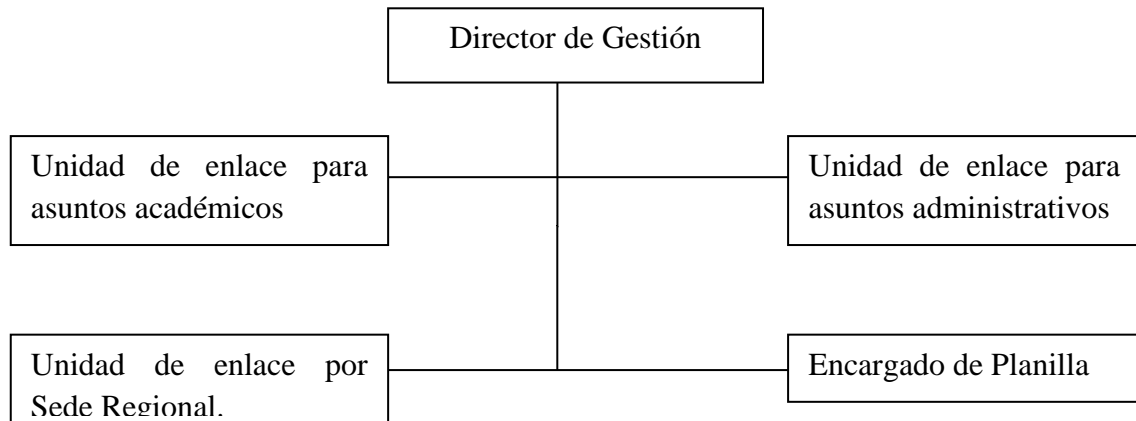 Director de Gestión
Unidad de enlace para
asuntos académicos
Unidad de enlace para
asuntos administrativos
Unidad de enlace por
Sede Regional.
Encargado de Planilla